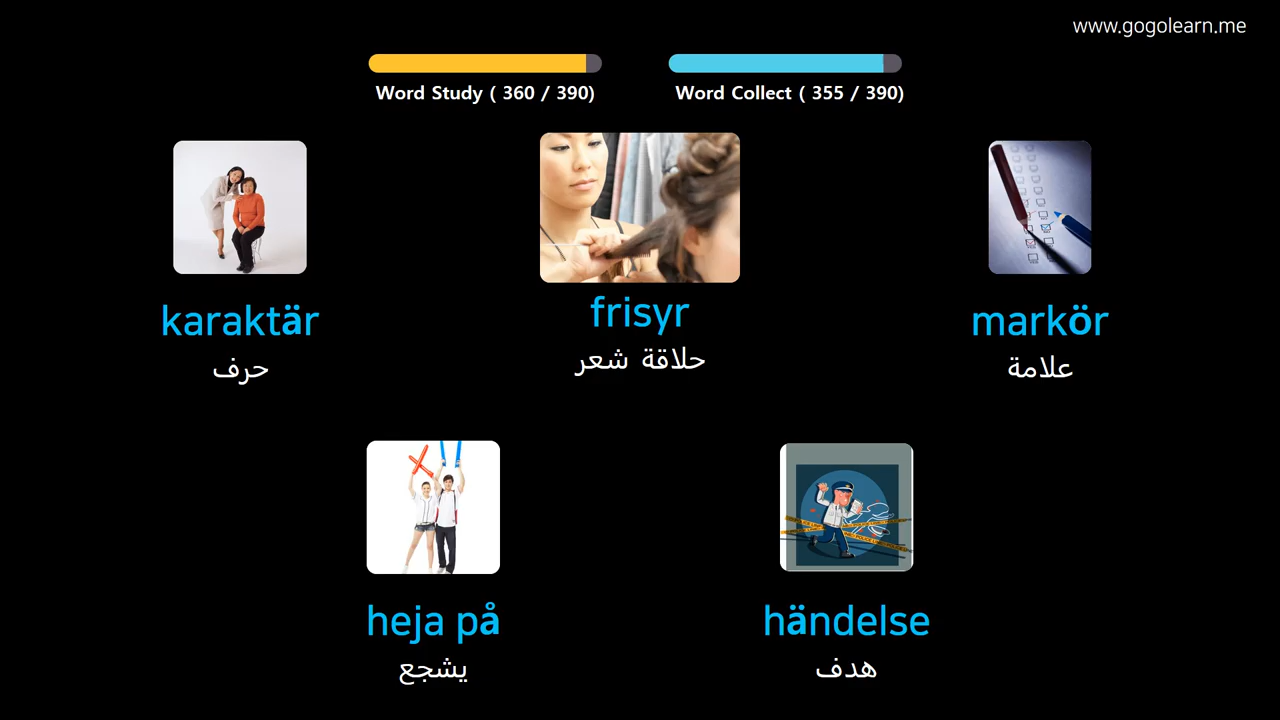 www.gogolearn.me
Word Study ( 360 / 390)
Word Collect ( 355 / 390)
karaktär
حرف
frisyr
حلاقة شعر
markör
علامة
heja på
يشجع
händelse
هدف